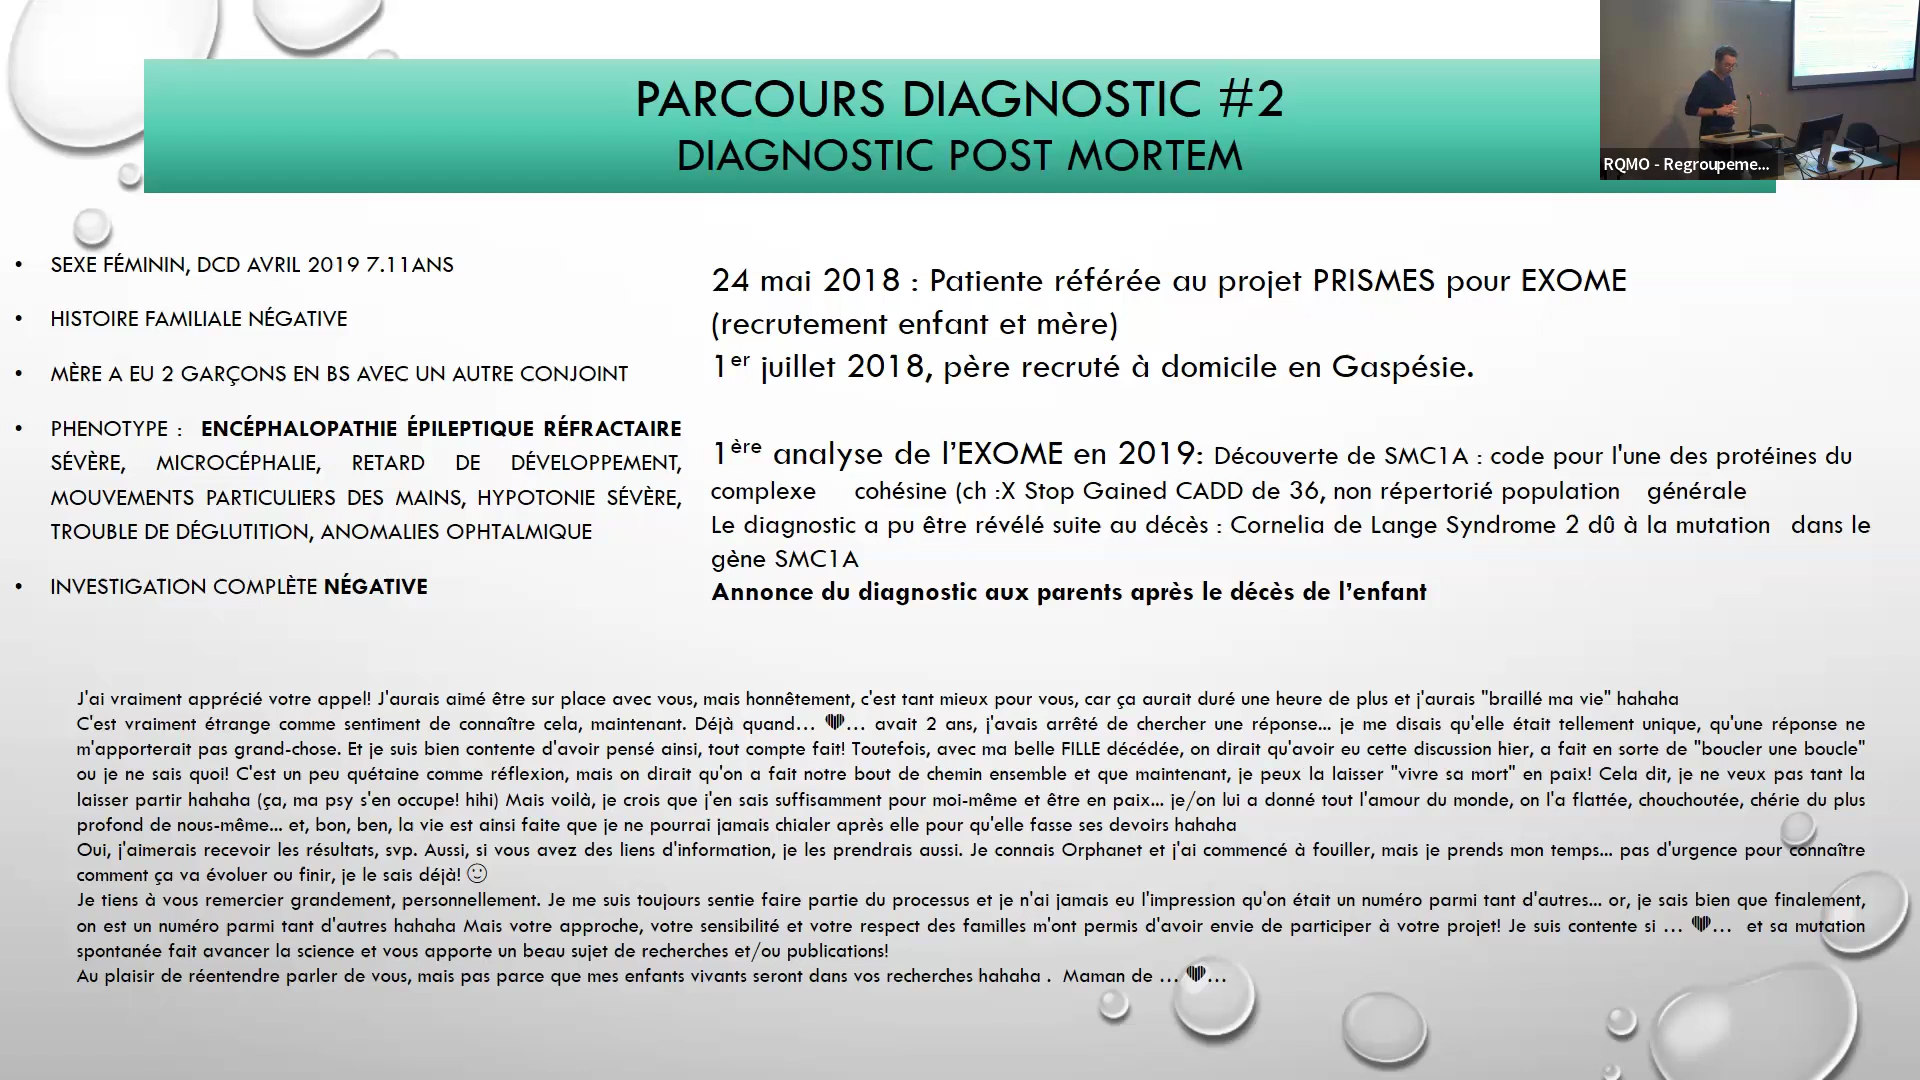 PARCOURS DIAGNOSTIC #2
DIAGNOSTIC POST MORTEM
RQMO - Regroupeme...
• SEXE FÉMININ, DCD AVRIL 2019 7.11ANS
• HISTOIRE FAMILIALE NÉGATIVE
• MÈRE A EU 2 GARÇONS EN BS AVEC UN AUTRE CONJOINT
• PHENOTYPE : ENCÉPHALOPATHIE ÉPILEPTIQUE RÉFRACTAIRE
SÉVÈRE, MICROCÉPHALIE, RETARD DE DÉVELOPPEMENT,
MOUVEMENTS PARTICULIERS DES MAINS, HYPOTONIE SÉVÈRE,
TROUBLE DE DÉGLUTITION, ANOMALIES OPHTALMIQUE
• INVESTIGATION COMPLÈTE NÉGATIVE
24 mai 2018 : Patiente référée au projet PRISMES pour EXOME
(recrutement enfant et mère)
1er juillet 2018, père recruté à domicile en Gaspésie.
1ère analyse de l'EXOME en 2019: Découverte de SMC1A : code pour l'une des protéines du
complexe cohésine (ch :X Stop Gained CADD de 36, non répertorié population générale
Le diagnostic a pu être révélé suite au décès : Cornelia de Lange Syndrome 2 dû à la mutation dans le
gène SMC1A
Annonce du diagnostic aux parents après le décès de l'enfant
J'ai vraiment apprécié votre appel! J'aurais aimé être sur place avec vous, mais honnêtement, c'est tant mieux pour vous, car ça aurait duré une heure de plus et j'aurais "braillé ma vie" hahaha
C'est vraiment étrange comme sentiment de connaître cela, maintenant. Déjà quand… ♥… avait 2 ans, j'avais arrêté de chercher une réponse... je me disais qu'elle était tellement unique, qu'une réponse ne
m'apporterait pas grand-chose. Et je suis bien contente d'avoir pensé ainsi, tout compte fait! Toutefois, avec ma belle FILLE décédée, on dirait qu'avoir eu cette discussion hier, a fait en sorte de "boucler une boucle"
ou je ne sais quoi! C'est un peu quétaine comme réflexion, mais on dirait qu'on a fait notre bout de chemin ensemble et que maintenant, je peux la laisser "vivre sa mort" en paix! Cela dit, je ne veux pas tant la
laisser partir hahaha (ça, ma psy s'en occupe! hihi) Mais voilà, je crois que j'en sais suffisamment pour moi-même et être en paix... je/on lui a donné tout l'amour du monde, on l'a flattée, chouchoutée, chérie du plus
profond de nous-même... et, bon, ben, la vie est ainsi faite que je ne pourrai jamais chialer après elle pour qu'elle fasse ses devoirs hahaha
Oui, j'aimerais recevoir les résultats, svp. Aussi, si vous avez des liens d'information, je les prendrais aussi. Je connais Orphanet et j'ai commencé à fouiller, mais je prends mon temps... pas d'urgence pour connaître
comment ça va évoluer ou finir, je le sais déjà! ☺
Je tiens à vous remercier grandement, personnellement. Je me suis toujours sentie faire partie du processus et je n'ai jamais eu l'impression qu'on était un numéro parmi tant d'autres... or, je sais bien que finalement,
on est un numéro parmi tant d'autres hahaha Mais votre approche, votre sensibilité et votre respect des familles m'ont permis d'avoir envie de participer à votre projet! Je suis contente si … ♥… et sa mutation
spontanée fait avancer la science et vous apporte un beau sujet de recherches et/ou publications!
Au plaisir de réentendre parler de vous, mais pas parce que mes enfants vivants seront dans vos recherches hahaha . Maman de … ♥…